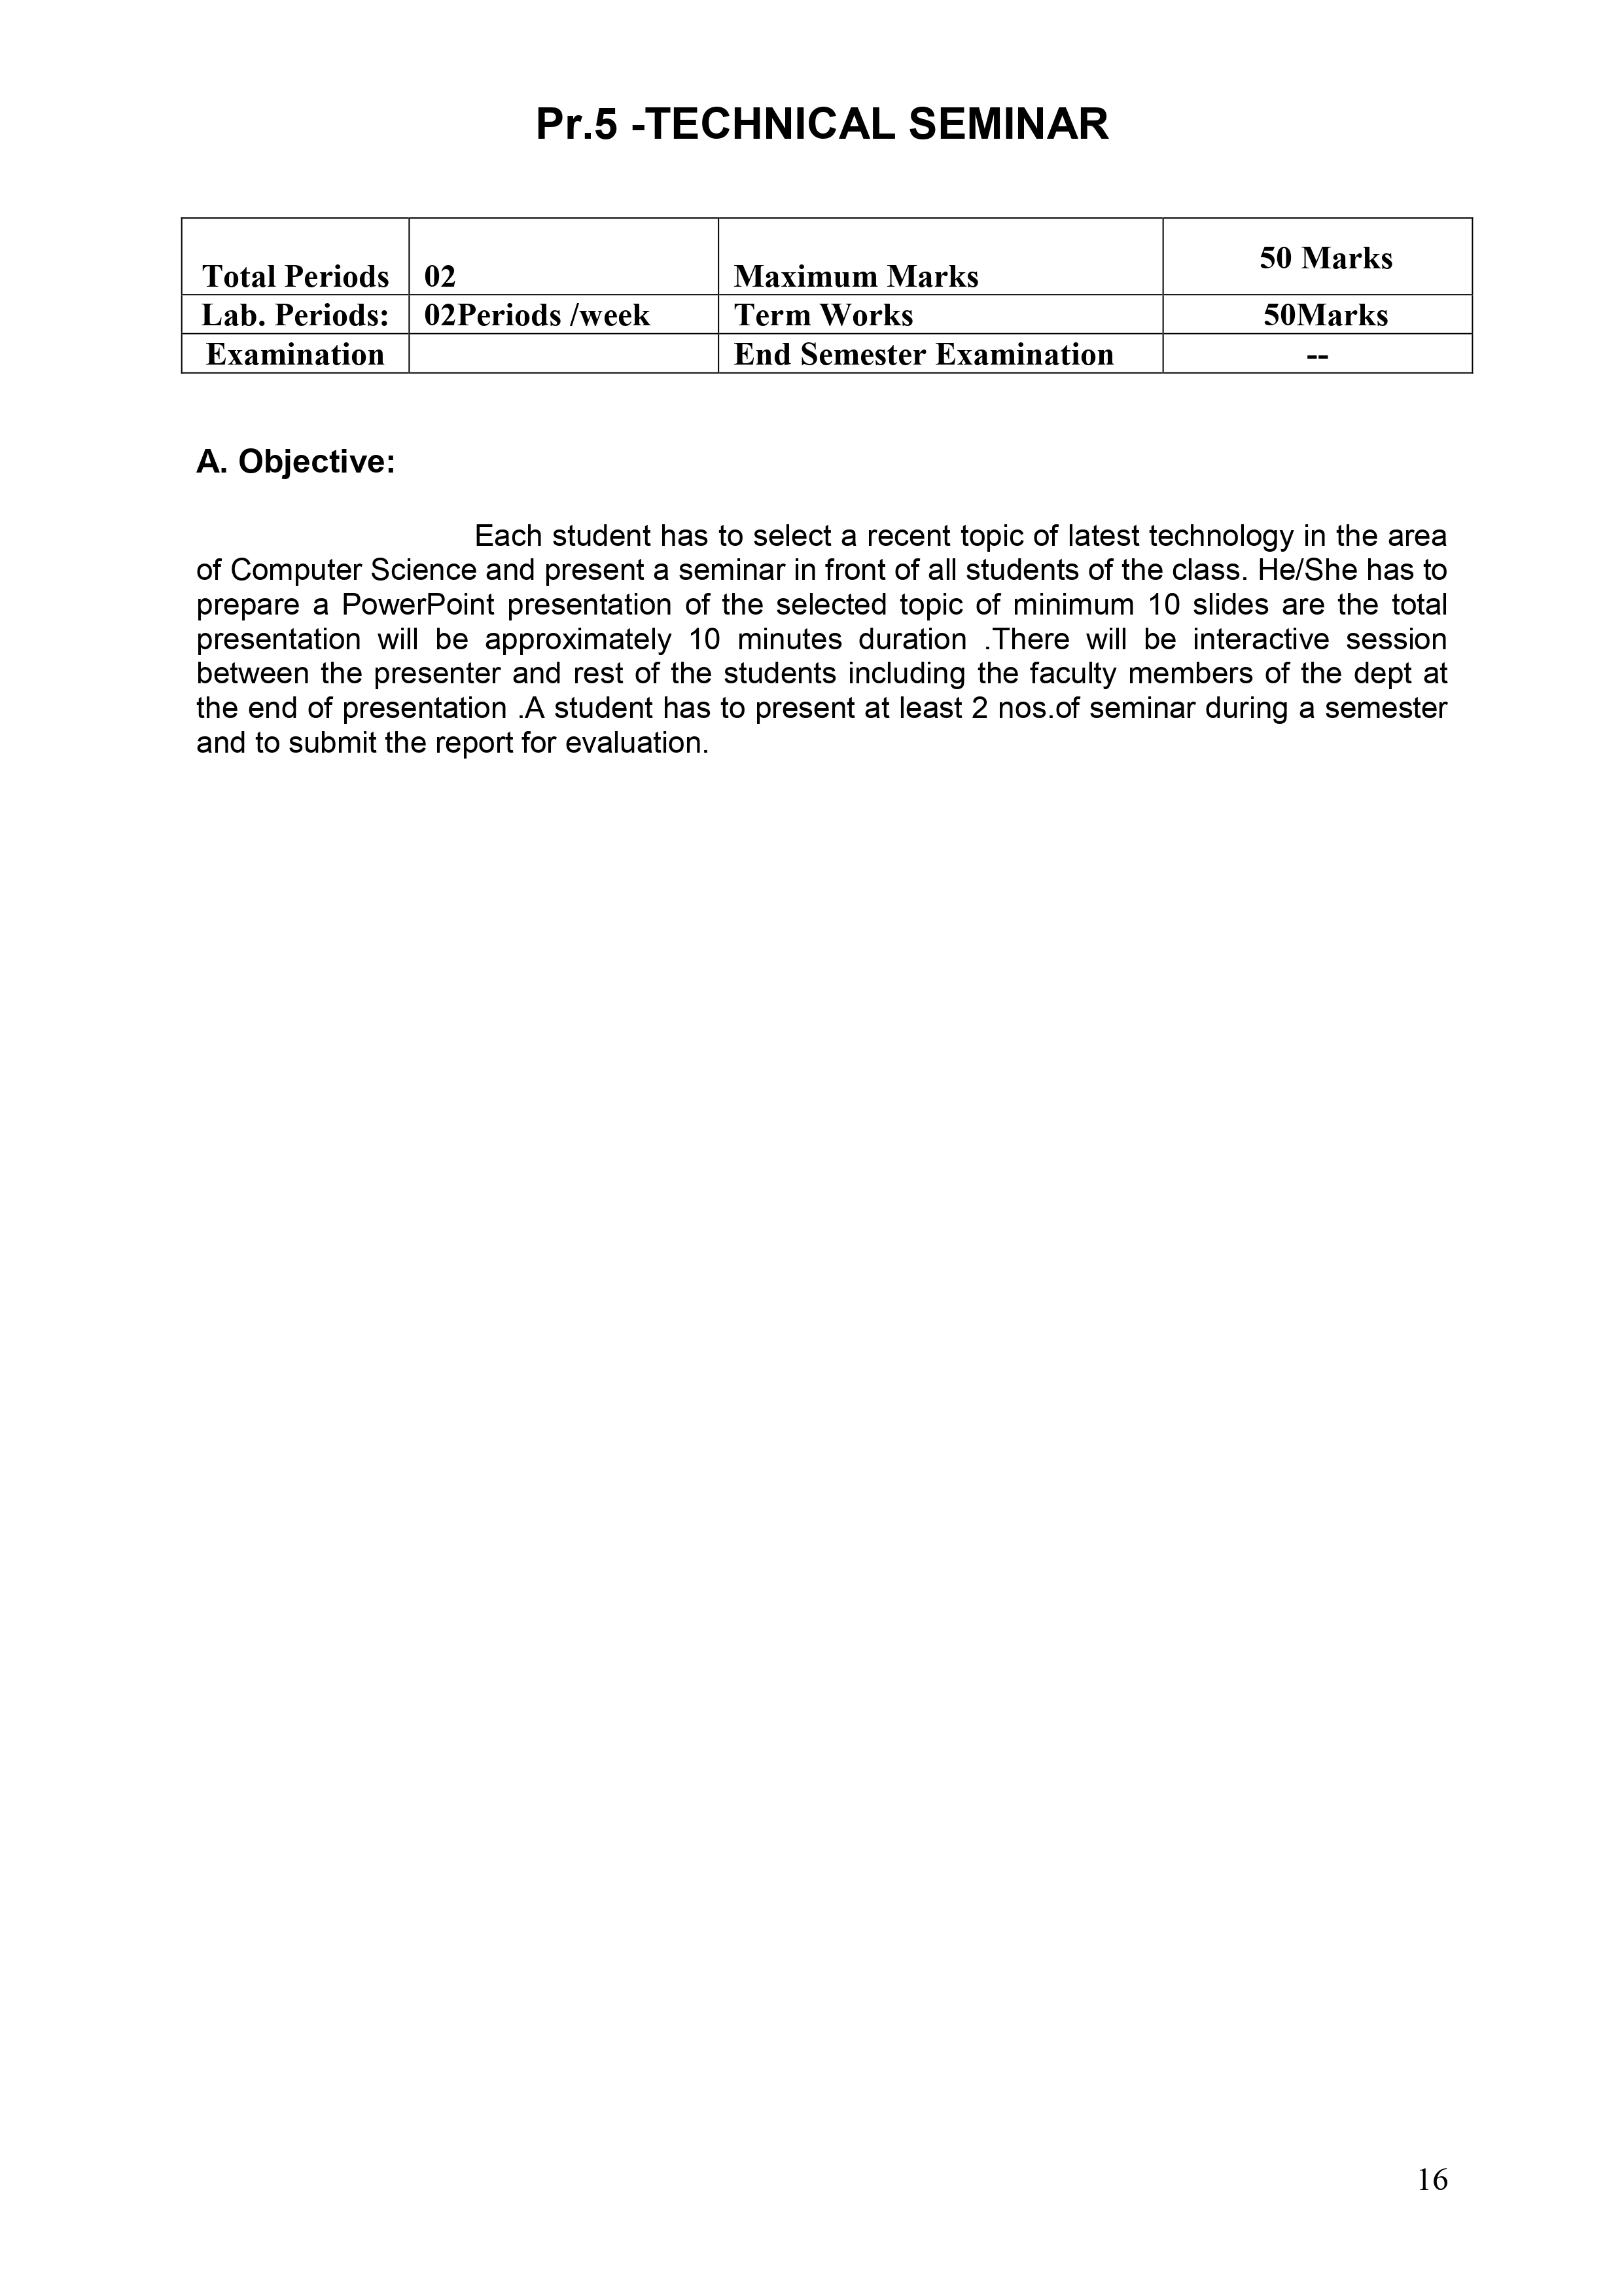 Pr.5 -TECHNICAL SEMINAR
Total Periods 02 Maximum Marks 50 Marks
Lab. Periods: 02Periods /week Term Works 50Marks
Examination End Semester Examination --
A. Objective:
Each student has to select a recent topic of latest technology in the area
of Computer Science and present a seminar in front of all students of the class. He/She has to
prepare a PowerPoint presentation of the selected topic of minimum 10 slides are the total
presentation will be approximately 10 minutes duration .There will be interactive session
between the presenter and rest of the students including the faculty members of the dept at
the end of presentation .A student has to present at least 2 nos.of seminar during a semester
and to submit the report for evaluation.
16